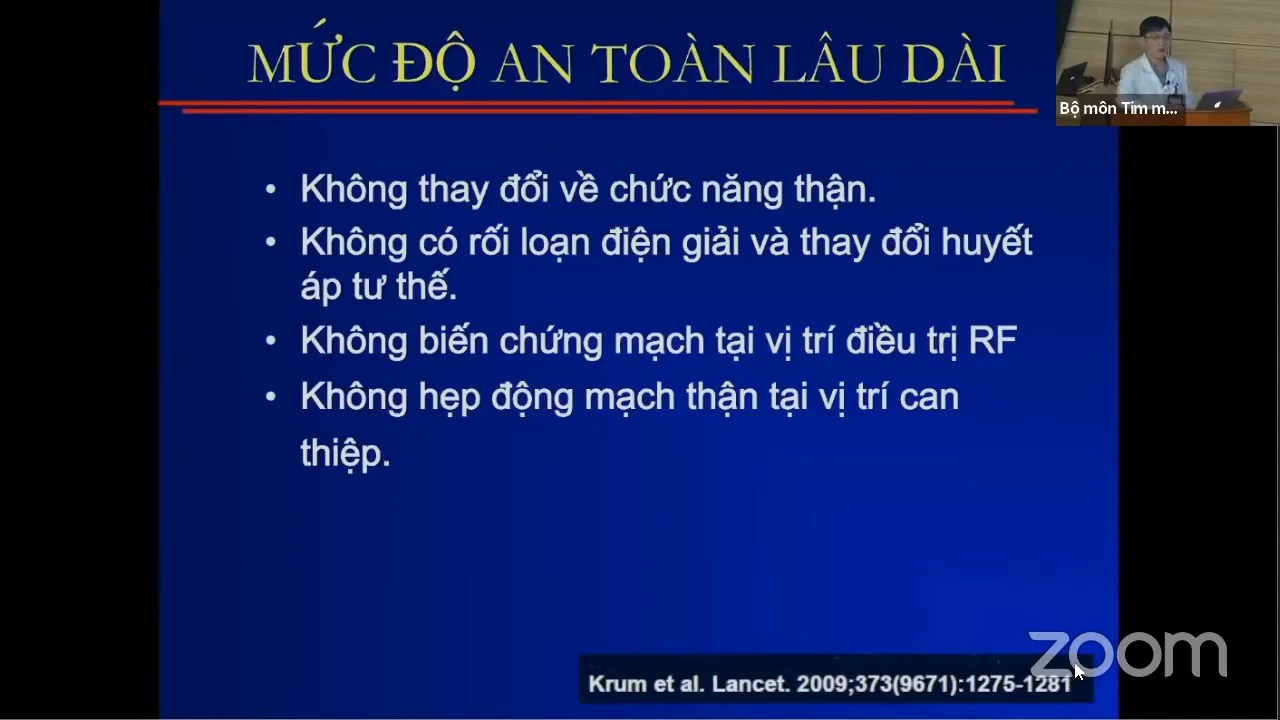 MỨC ĐỘ AN TOÀN LÂU DÀI
Bộ môn Tim m...
• Không thay đổi về chức năng thận.
• Không có rối loạn điện giải và thay đổi huyết
áp tư thế.
• Không biến chứng mạch tại vị trí điều trị RF
• Không hẹp động mạch thận tại vị trí can
thiệp.
zoom
Krum et al. Lancet. 2009;373(9671):1275-1281